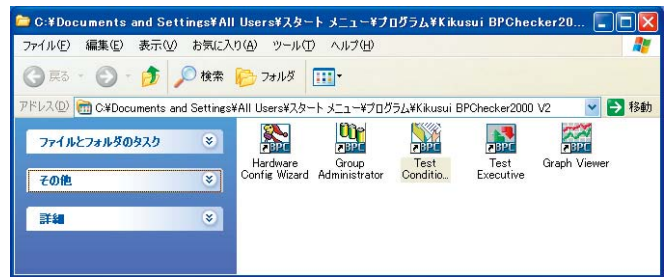 C:¥Documents and Settings¥All Users¥スタート メニュー¥プログラム¥Kikusui BPChecker20...
ファイル(F) 編集(E) 表示(V) お気に入り(A) ツール(T) ヘルプ(H)
戻る 検索 フォルダ
アドレス(D) C:¥Documents and Settings¥All Users¥スタート メニュー¥プログラム¥Kikusui BPChecker2000 V2 移動
ファイルとフォルダのタスク
その他
詳細
BPC BPC BPC BPC BPC
Hardware Config Wizard
Group Administrator
Test Conditio...
Test Executive
Graph Viewer